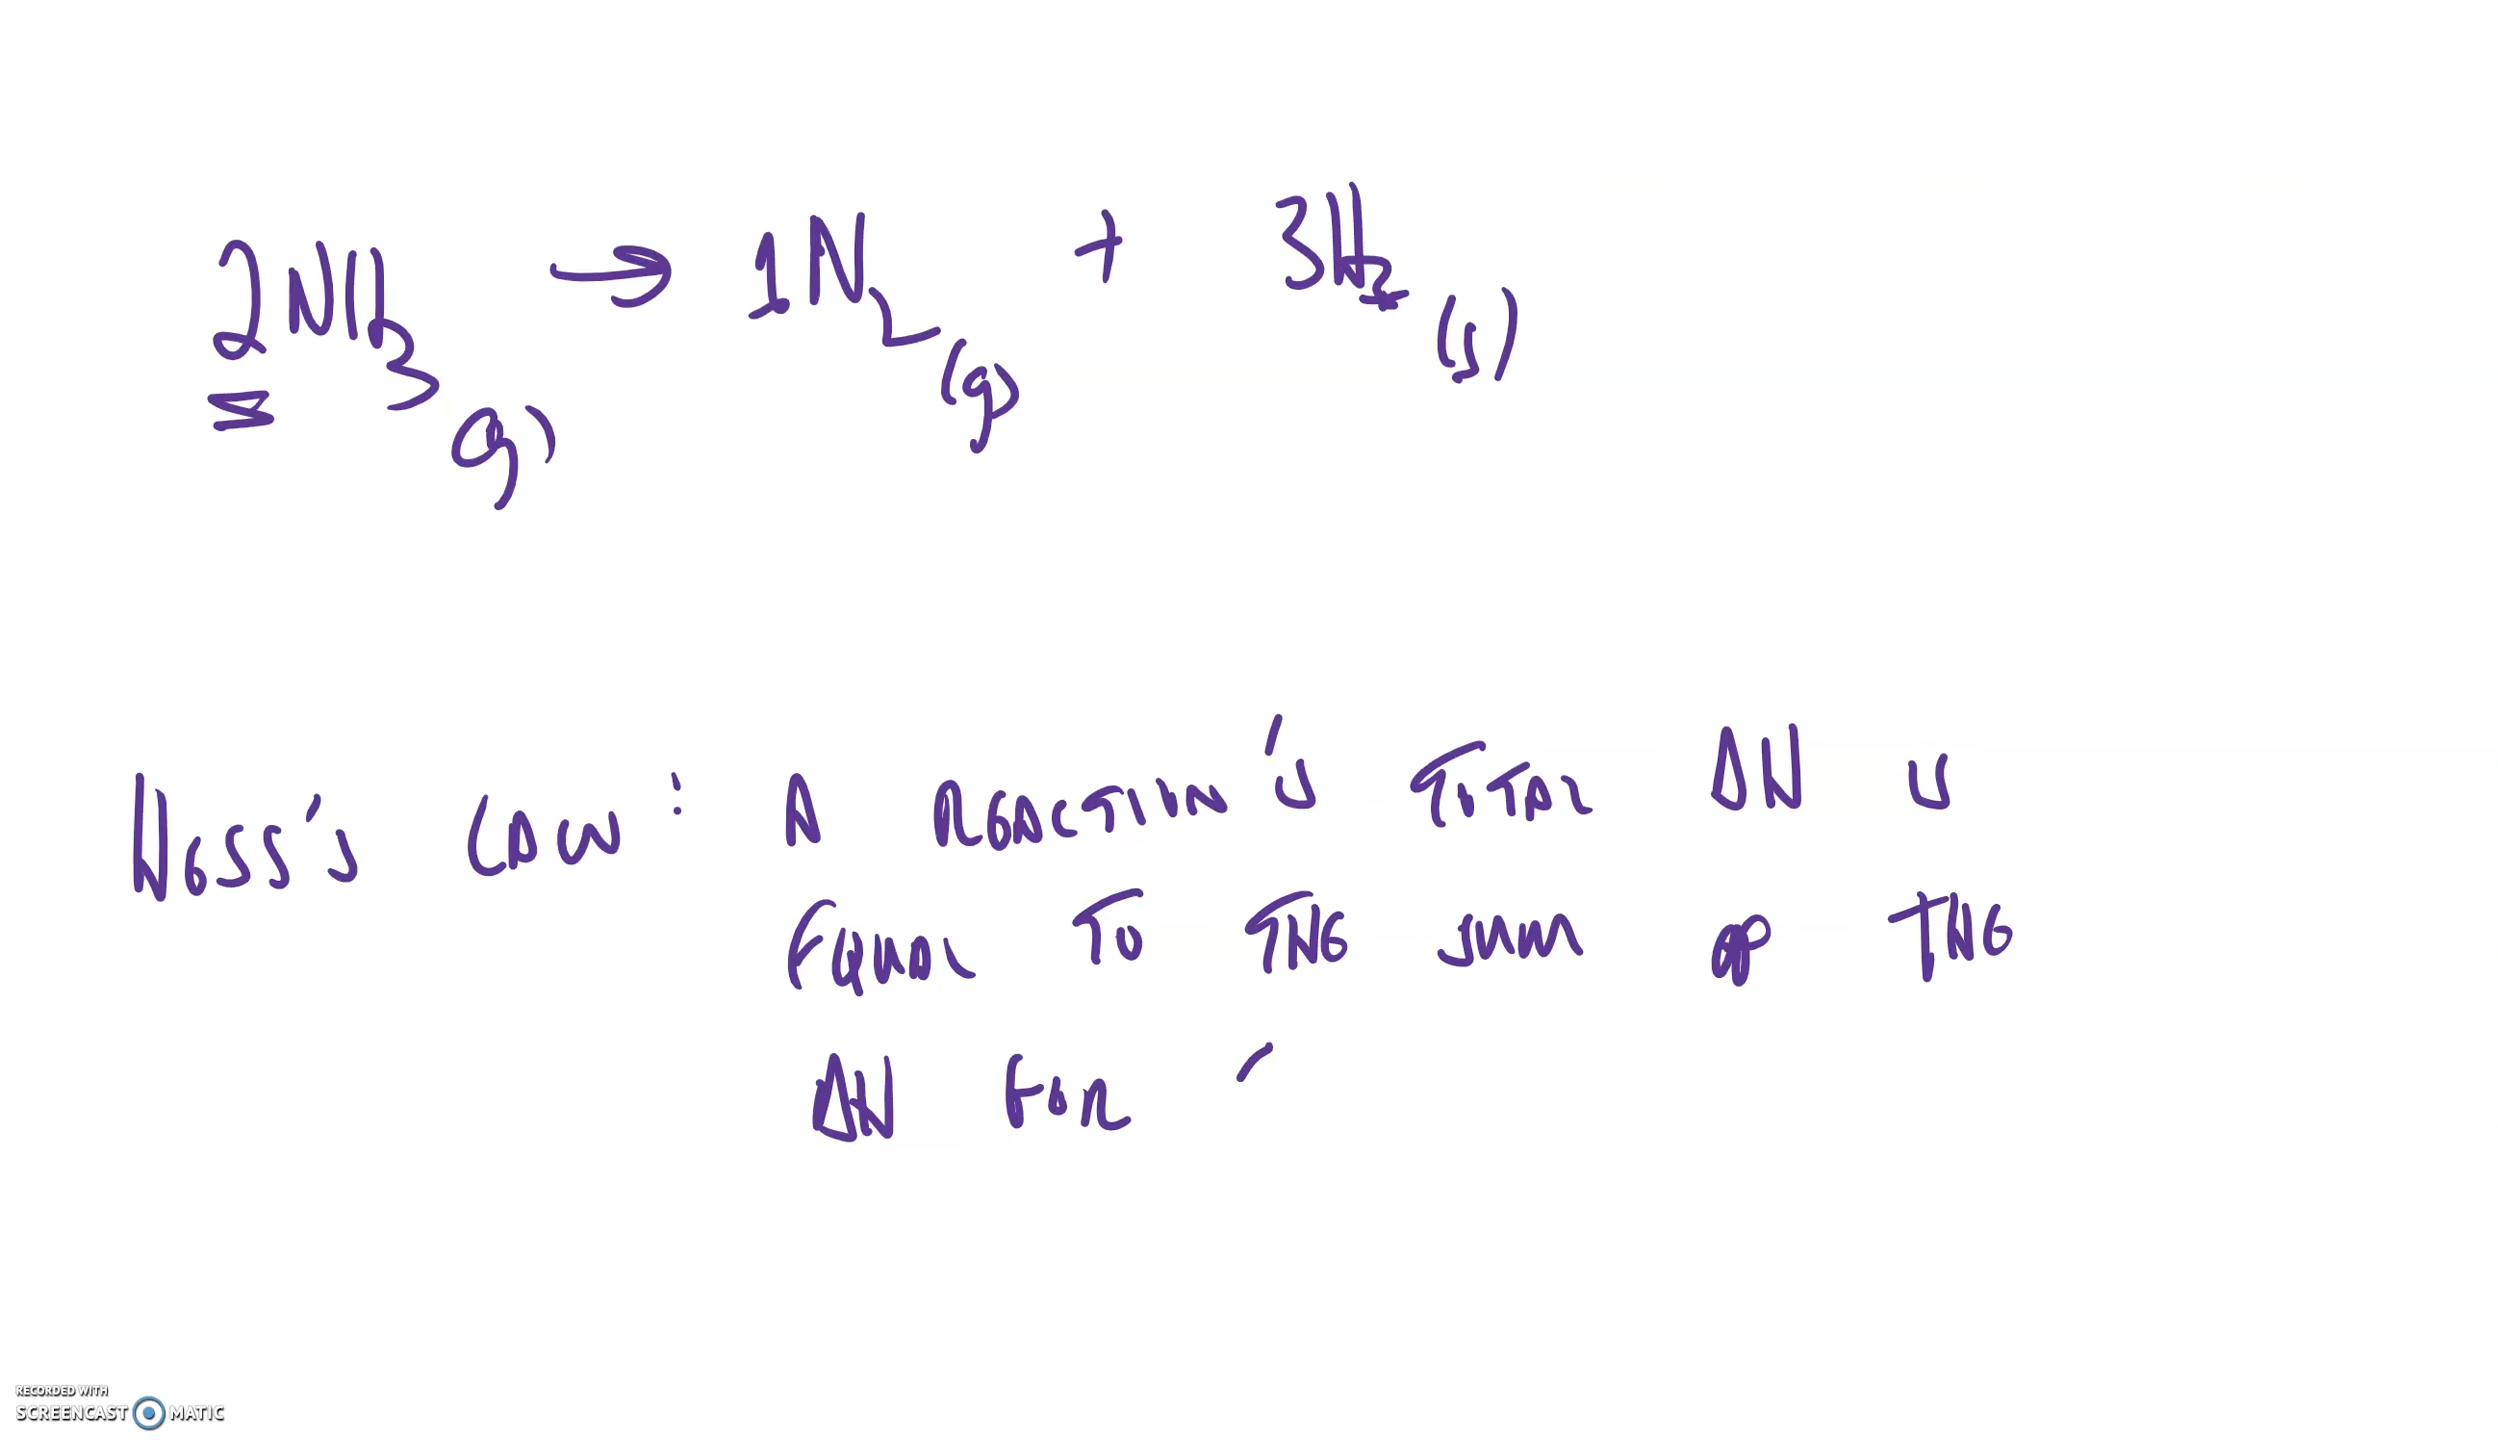 2NH₃(g) → 1N₂(g) + 3H₂(g)
Hess's Law: A Reaction's Total ΔH is
Equal To The sum of The
ΔH For
RECORDED WITH
SCREENCAST MATIC